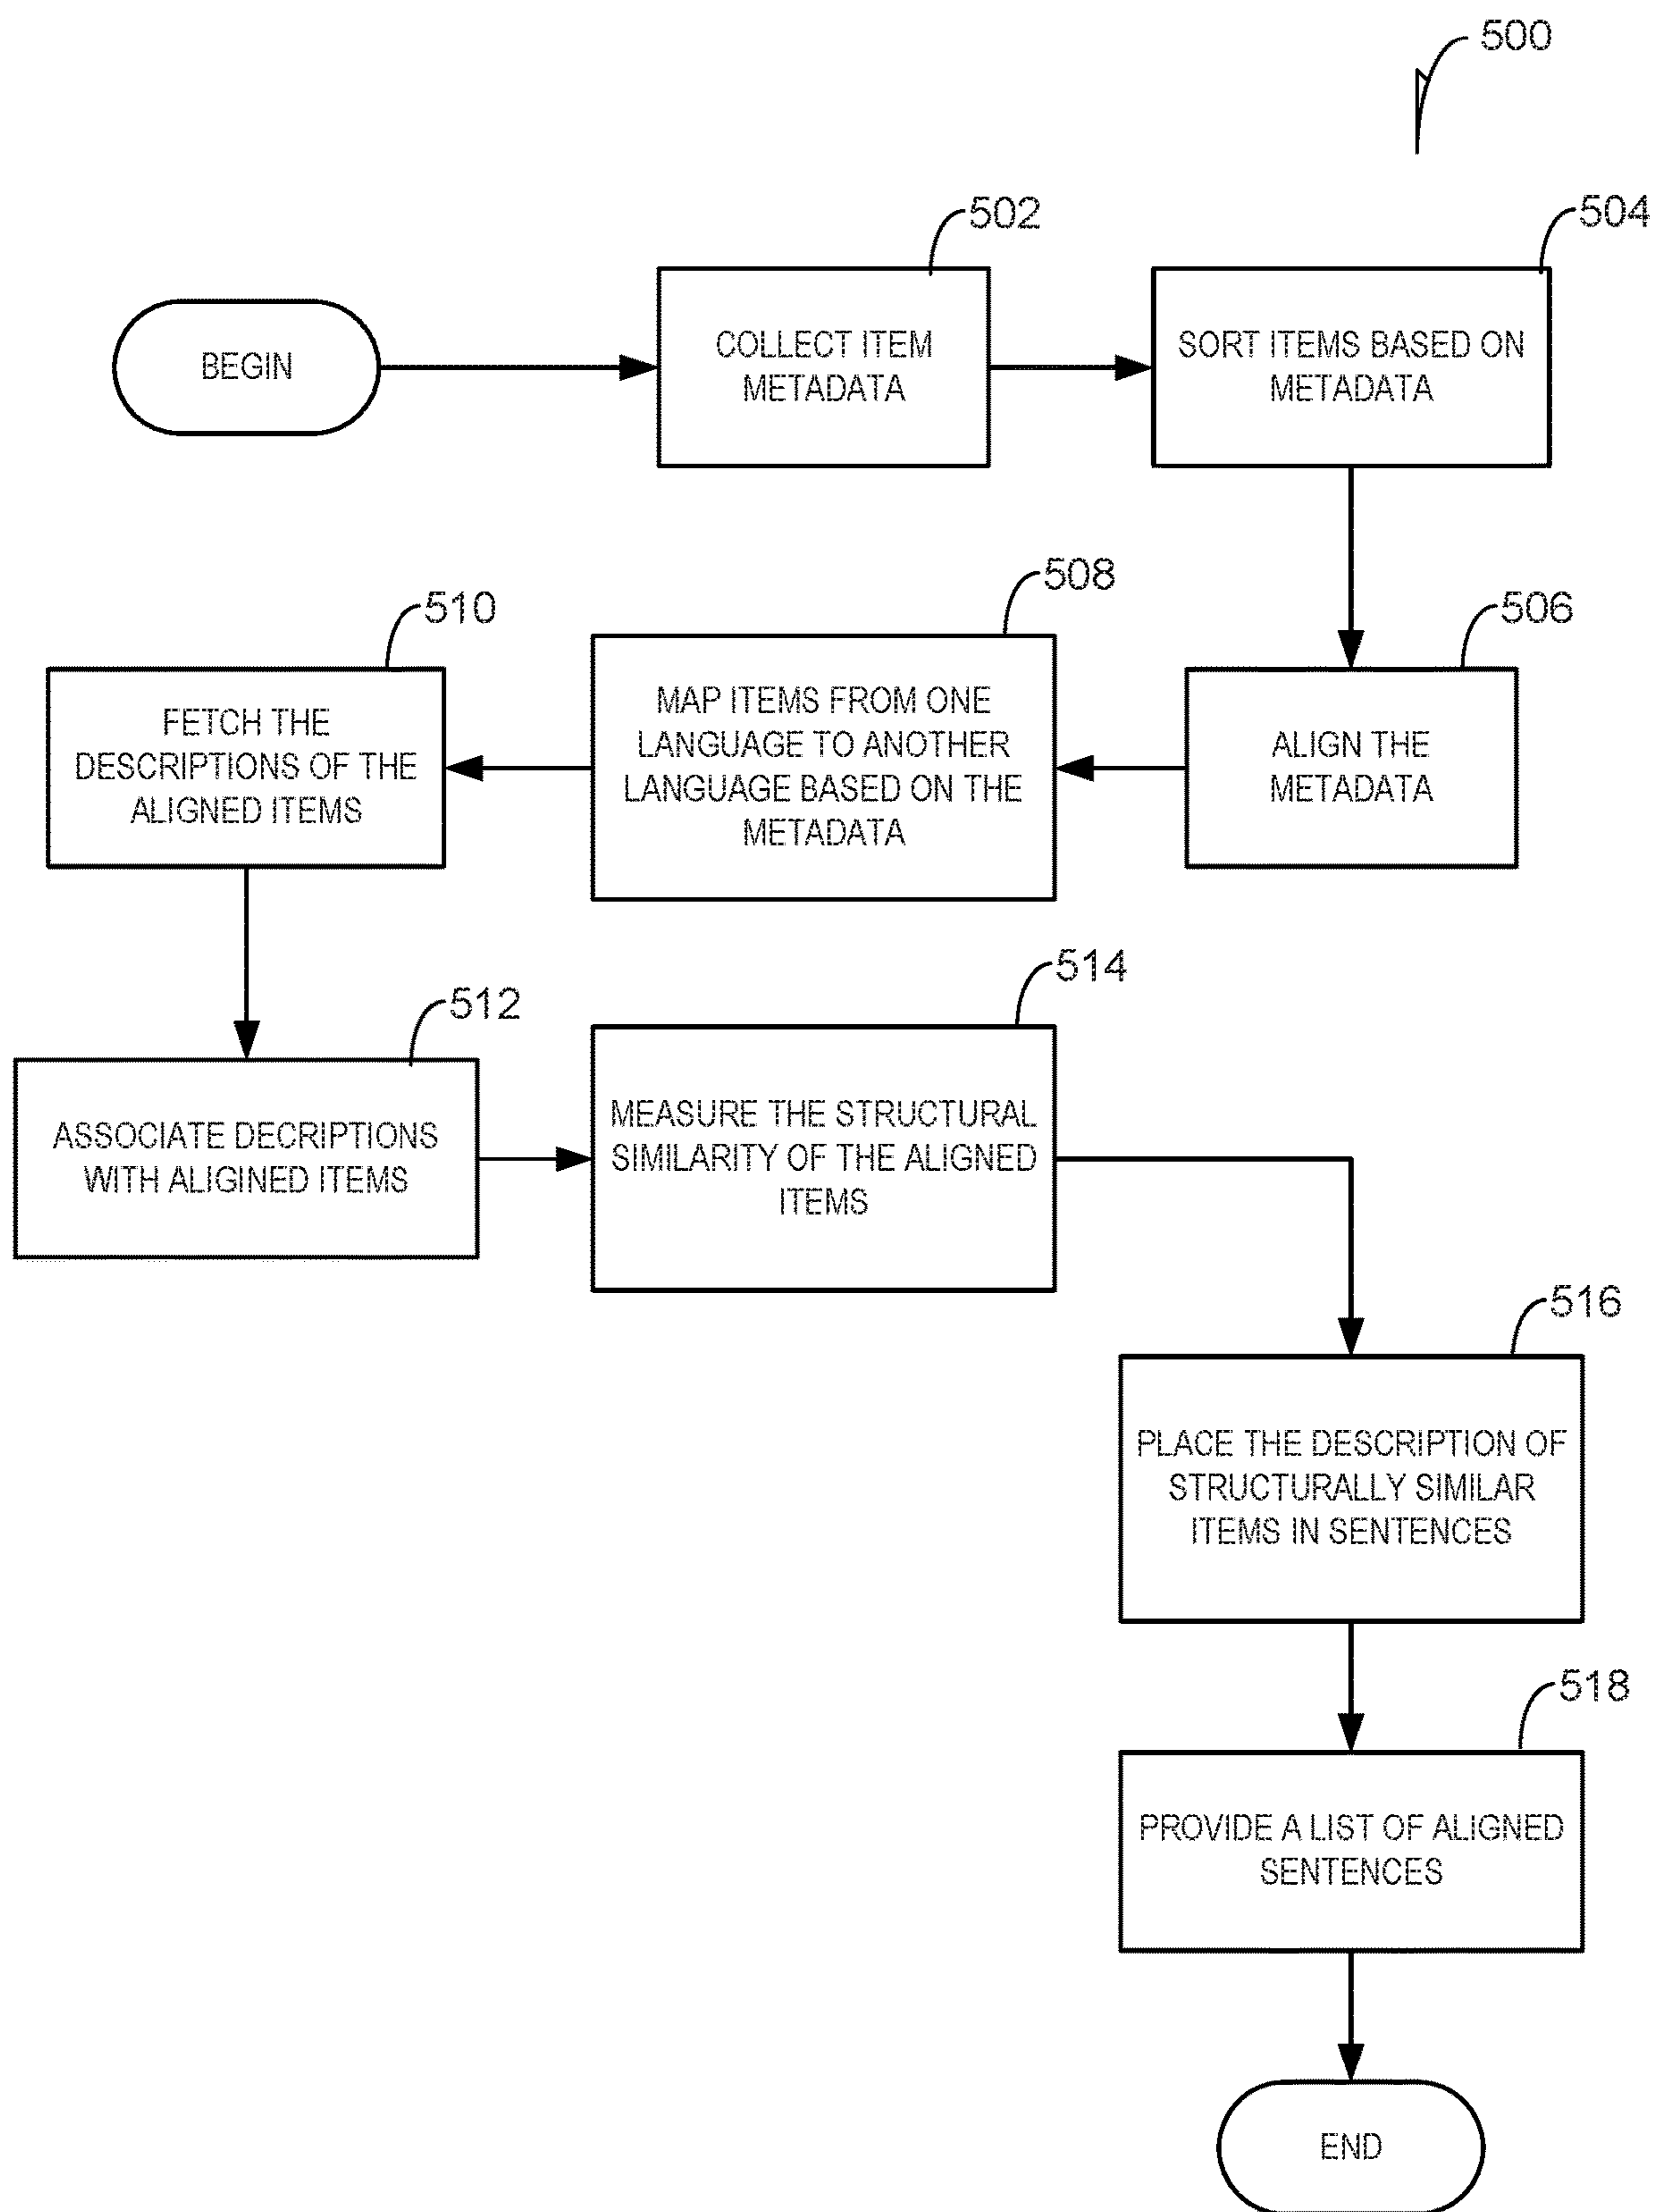 500
502
504
BEGIN
COLLECT ITEM
METADATA
SORT ITEMS BASED ON
METADATA
510
508
506
FETCH THE
DESCRIPTIONS OF THE
ALIGNED ITEMS
MAP ITEMS FROM ONE
LANGUAGE TO ANOTHER
LANGUAGE BASED ON THE
METADATA
ALIGN THE
METADATA
512
514
ASSOCIATE DECRIPTIONS
WITH ALIGINED ITEMS
MEASURE THE STRUCTURAL
SIMILARITY OF THE ALIGNED
ITEMS
516
PLACE THE DESCRIPTION OF
STRUCTURALLY SIMILAR
ITEMS IN SENTENCES
518
PROVIDE A LIST OF ALIGNED
SENTENCES
END